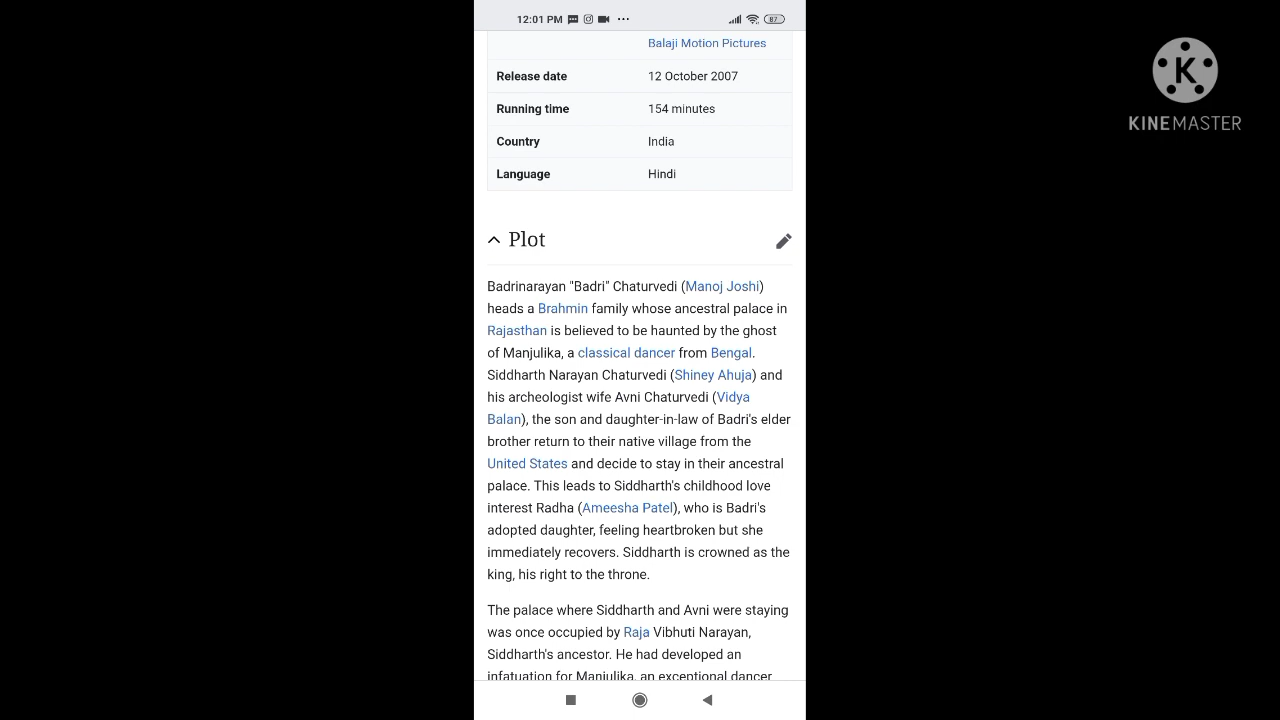 12:01 PM
87
Balaji Motion Pictures
Release date 12 October 2007
Running time 154 minutes
Country India
Language Hindi
Plot
Badrinarayan "Badri" Chaturvedi (Manoj Joshi)
heads a Brahmin family whose ancestral palace in
Rajasthan is believed to be haunted by the ghost
of Manjulika, a classical dancer from Bengal.
Siddharth Narayan Chaturvedi (Shiney Ahuja) and
his archeologist wife Avni Chaturvedi (Vidya
Balan), the son and daughter-in-law of Badri's elder
brother return to their native village from the
United States and decide to stay in their ancestral
palace. This leads to Siddharth's childhood love
interest Radha (Ameesha Patel), who is Badri's
adopted daughter, feeling heartbroken but she
immediately recovers. Siddharth is crowned as the
king, his right to the throne.
The palace where Siddharth and Avni were staying
was once occupied by Raja Vibhuti Narayan,
Siddharth's ancestor. He had developed an
infatuation for Manjulika, an exceptional dancer
K
KINEMASTER